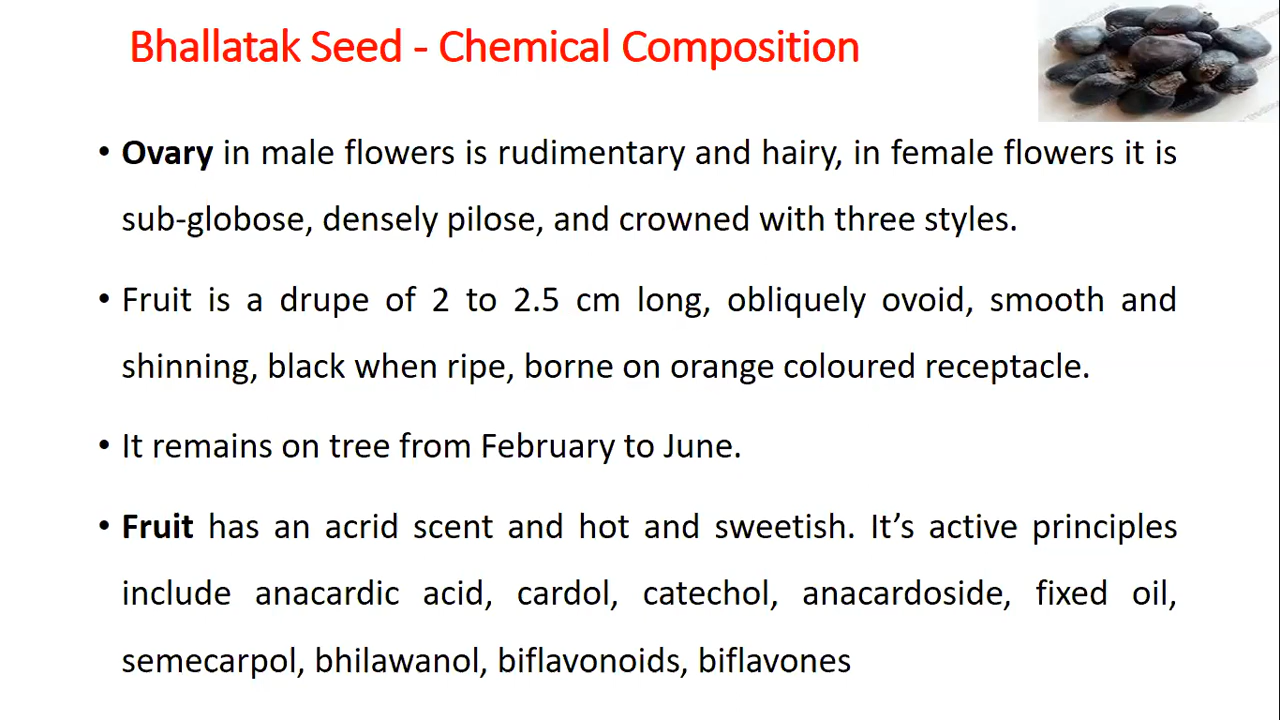 Bhallatak Seed - Chemical Composition
• Ovary in male flowers is rudimentary and hairy, in female flowers it is
sub-globose, densely pilose, and crowned with three styles.
• Fruit is a drupe of 2 to 2.5 cm long, obliquely ovoid, smooth and
shinning, black when ripe, borne on orange coloured receptacle.
• It remains on tree from February to June.
• Fruit has an acrid scent and hot and sweetish. It’s active principles
include anacardic acid, cardol, catechol, anacardoside, fixed oil,
semecarpol, bhilawanol, biflavonoids, biflavones